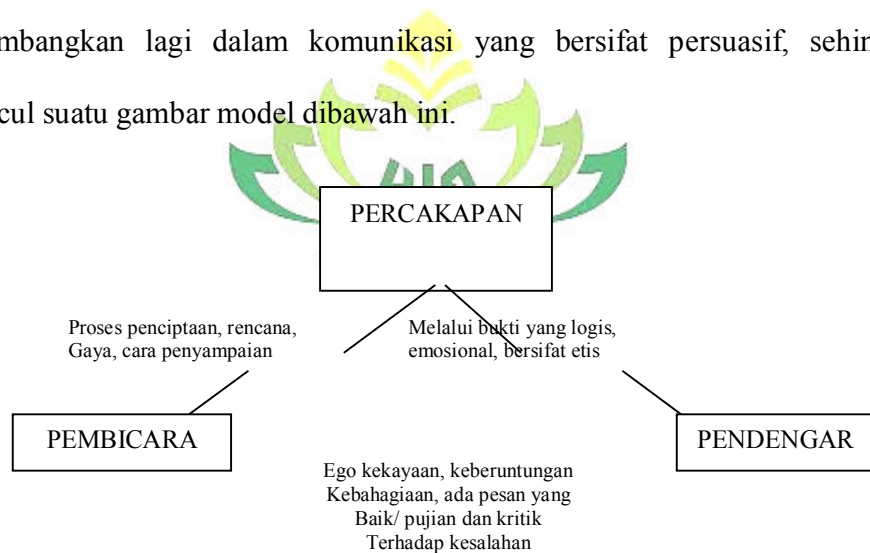 mbangkan lagi dalam komunikasi yang bersifat persuasif, sehin
cul suatu gambar model dibawah ini.
PERCAKAPAN
Proses penciptaan, rencana,
Gaya, cara penyampaian
Melalui bukti yang logis,
emosional, bersifat etis
PEMBICARA
PENDENGAR
Ego kekayaan, keberuntungan
Kebahagiaan, ada pesan yang
Baik/ pujian dan kritik
Terhadap kesalahan